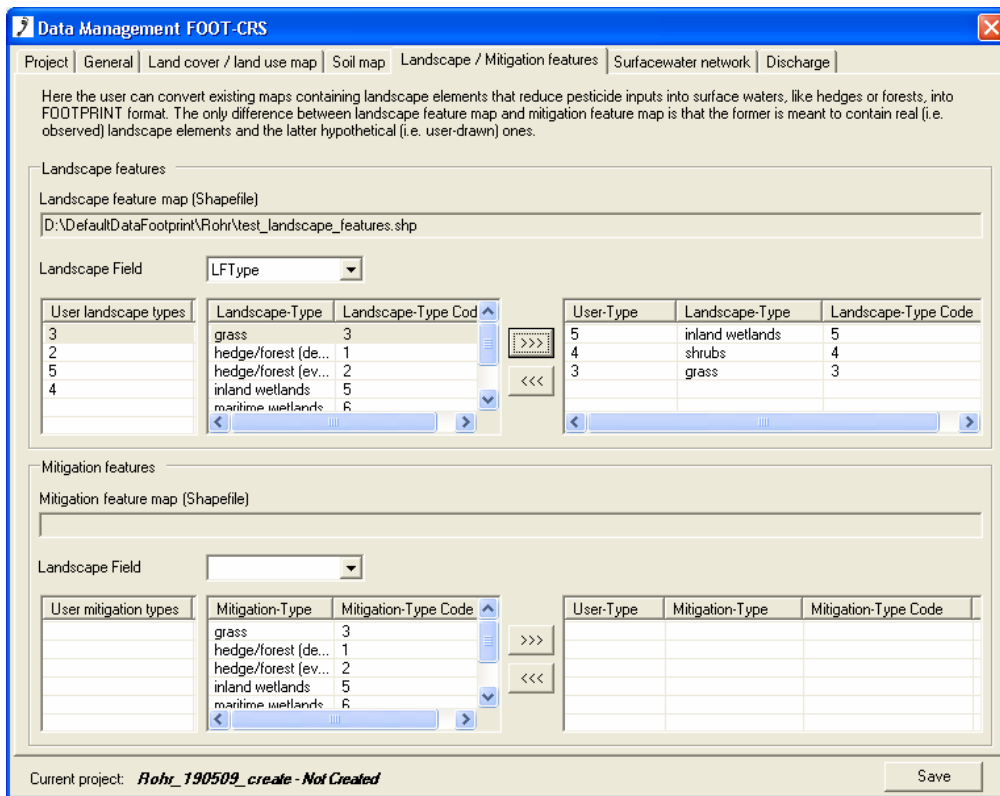 Data Management FOOT-CRS
Project General Land cover / land use map Soil map Landscape / Mitigation features Surfacewater network Discharge
Here the user can convert existing maps containing landscape elements that reduce pesticide inputs into surface waters, like hedges or forests, into
FOOTPRINT format. The only difference between landscape feature map and mitigation feature map is that the former is meant to contain real (i.e.
observed) landscape elements and the latter hypothetical (i.e. user-drawn) ones.
Landscape features
Landscape feature map (Shapefile)
D:\DefaultDataFootprint\Rohr\test_landscape_features.shp
Landscape Field LFType
User landscape types Landscape-Type Landscape-Type Cod User-Type Landscape-Type Landscape-Type Code
3 grass 3 >>> 5 inland wetlands 5
2 hedge/forest (de... 1 4 shrubs 4
5 hedge/forest (ev... 2 <<< 3 grass 3
4 inland wetlands 5
maritime wetlands 6
Mitigation features
Mitigation feature map (Shapefile)
Landscape Field
User mitigation types Mitigation-Type Mitigation-Type Code User-Type Mitigation-Type Mitigation-Type Code
grass 3 >>>
hedge/forest (de... 1
hedge/forest (ev... 2 <<<
inland wetlands 5
maritime wetlands 6
Current project: Rohr_190509_create - Not Created Save